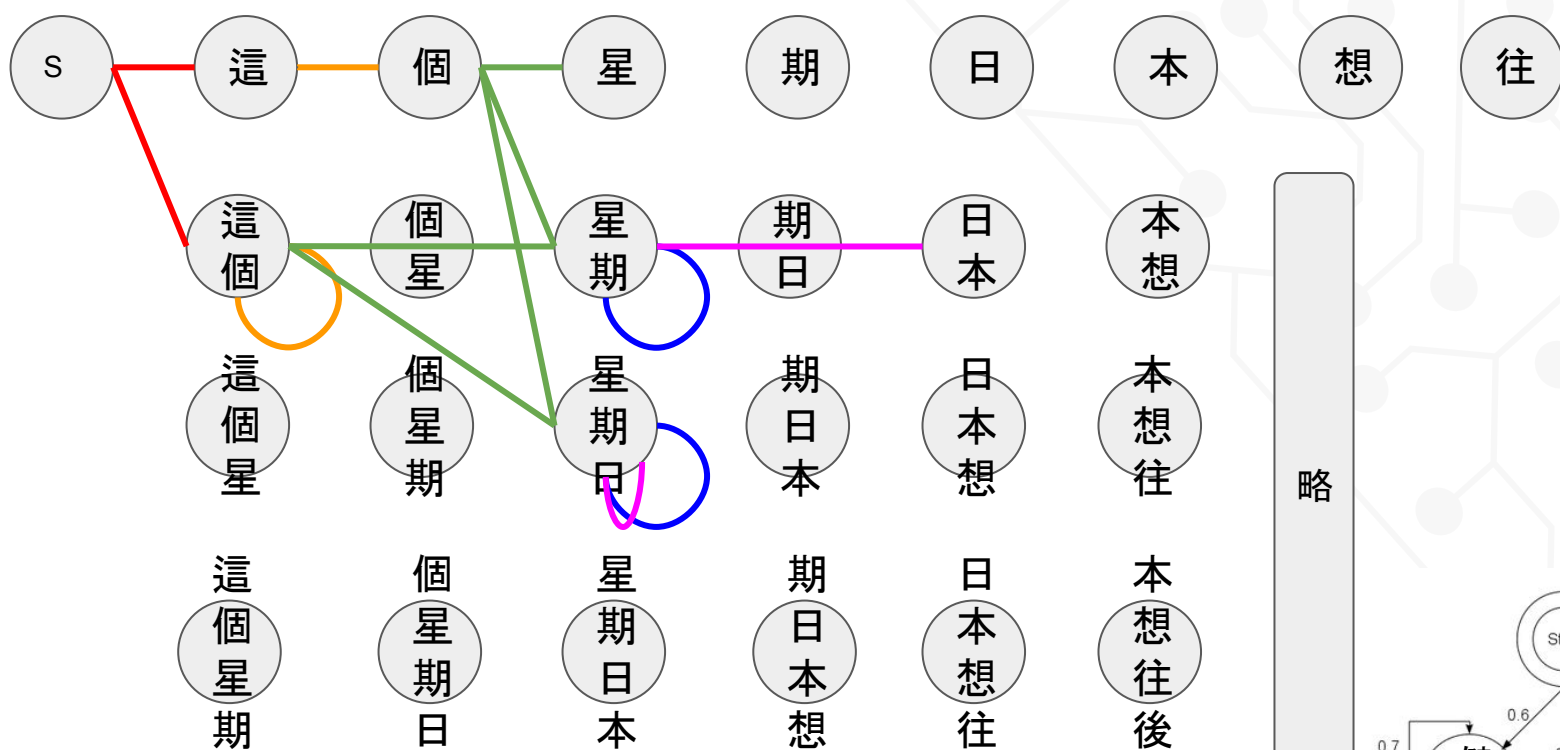 S 這 個 星 期 日 本 想 往
這個 個星 星期 期日 日本 本想
這個星 個星期 星期日 期日本 日本想 本想往
略
這個星期 個星期日 星期日本 期日本想 日本想往 本想往後
0.6
0.7